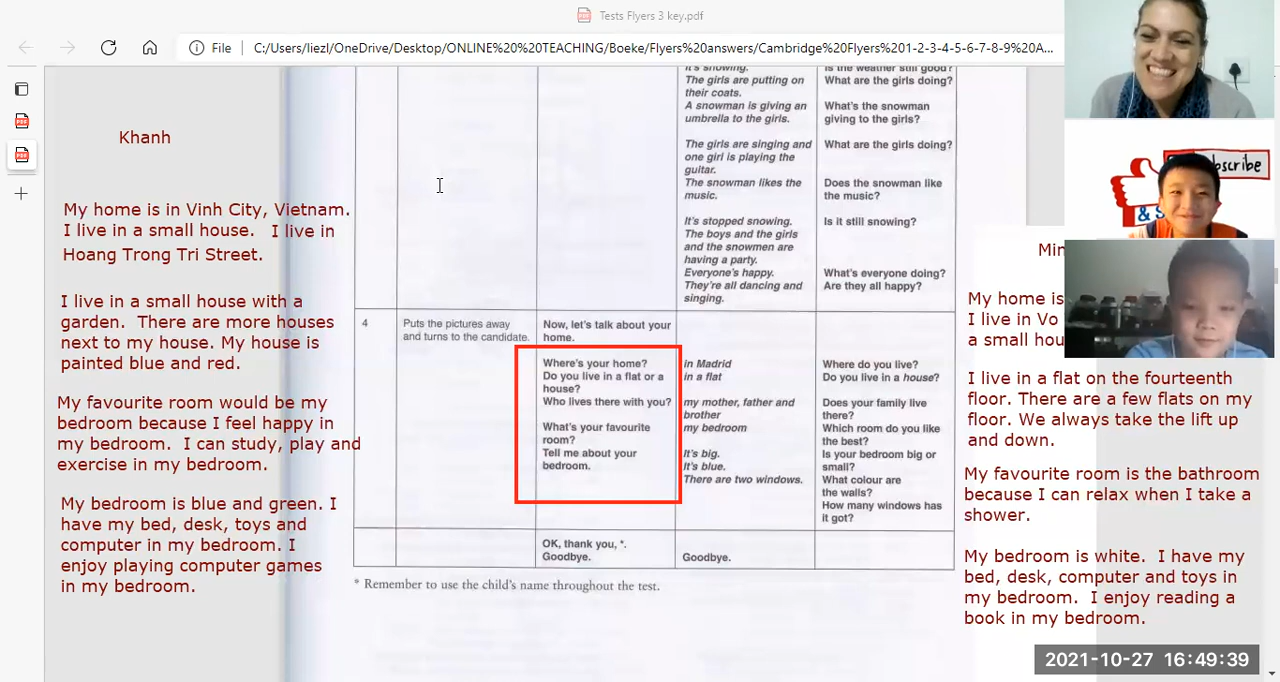 Tests Flyers 3 key.pdf
File
C:/Users/liezl/OneDrive/Desktop/ONLINE%20%20TEACHING/Boeke/Flyers%20answers/Cambridge%20Flyers%201-2-3-4-5-6-7-8-9%20A...
Khanh
My home is in Vinh City, Vietnam.
I live in a small house. I live in
Hoang Trong Tri Street.
I live in a small house with a
garden. There are more houses
next to my house. My house is
painted blue and red.
My favourite room would be my
bedroom because I feel happy in
my bedroom. I can study, play and
exercise in my bedroom.
My bedroom is blue and green. I
have my bed, desk, toys and
computer in my bedroom. I
enjoy playing computer games
in my bedroom.
It's snowing.
The girls are putting on
their coats.
A snowman is giving an
umbrella to the girls.
The girls are singing and
one girl is playing the
guitar.
The snowman likes the
music.
It's stopped snowing.
The boys and the girls
and the snowmen are
having a party.
Everyone's happy.
They're all dancing and
singing.
Is the weather still good?
What are the girls doing?
What's the snowman
giving to the girls?
What are the girls doing?
Does the snowman like
the music?
Is it still snowing?
What's everyone doing?
Are they all happy?
4
Puts the pictures away
and turns to the candidate.
Now, let's talk about your
home.
Where's your home?
Do you live in a flat or a
house?
Who lives there with you?
What's your favourite
room?
Tell me about your
bedroom.
in Madrid
in a flat
my mother, father and
brother
my bedroom
It's big.
It's blue.
There are two windows.
Where do you live?
Do you live in a house?
Does your family live
there?
Which room do you like
the best?
Is your bedroom big or
small?
What colour are
the walls?
How many windows has
it got?
OK, thank you, *.
Goodbye.
Goodbye.
* Remember to use the child's name throughout the test.
My home is
I live in Vo
a small hou
I live in a flat on the fourteenth
floor. There are a few flats on my
floor. We always take the lift up
and down.
My favourite room is the bathroom
because I can relax when I take a
shower.
My bedroom is white. I have my
bed, desk, computer and toys in
my bedroom. I enjoy reading a
book in my bedroom.
2021-10-27 16:49:39